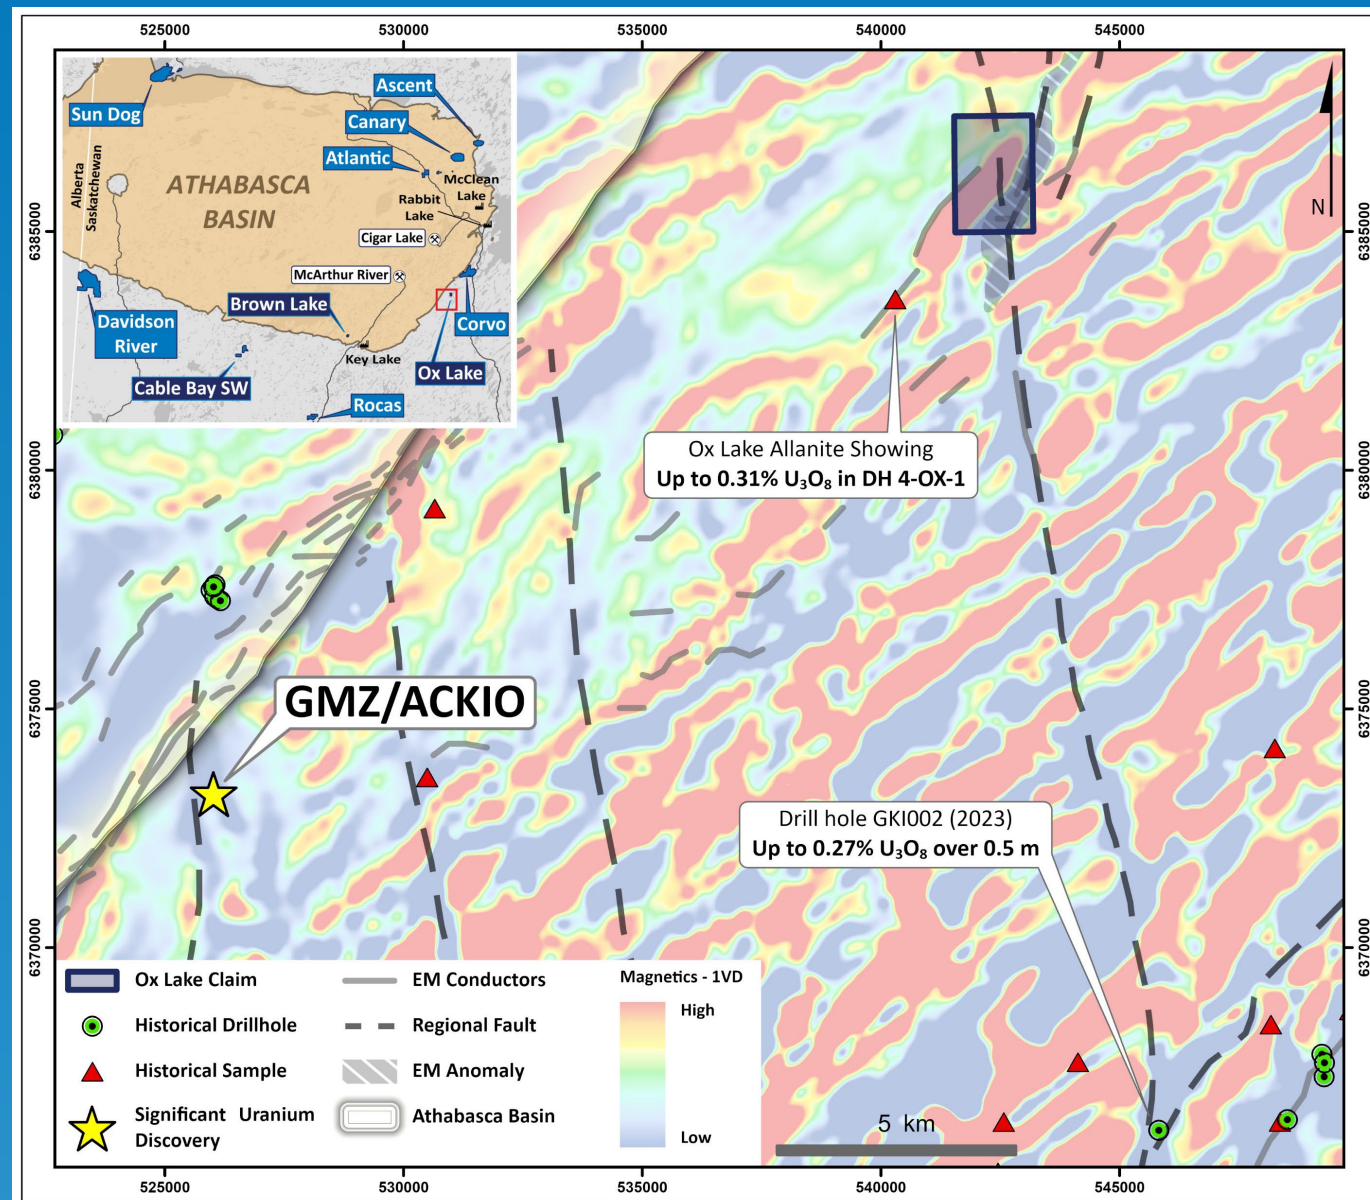 525000
530000
535000
540000
545000
Sun Dog
Ascent
Canary
Atlantic
McClean
Lake
Rabbit
Lake
Alberta
Saskatchewan
ATHABASCA
BASIN
Cigar Lake
McArthur River
Brown Lake
Davidson
River
Corvo
Key Lake
Ox Lake
Cable Bay SW
Rocas
N
6385000
6385000
Ox Lake Allanite Showing
Up to 0.31% U₃O₈ in DH 4-OX-1
6380000
6380000
GMZ/ACKIO
6375000
6375000
Drill hole GKI002 (2023)
Up to 0.27% U₃O₈ over 0.5 m
6370000
6370000
Ox Lake Claim
Historical Drillhole
Historical Sample
Significant Uranium
Discovery
EM Conductors
Regional Fault
EM Anomaly
Athabasca Basin
Magnetics - 1VD
High
Low
5 km
525000
530000
535000
540000
545000